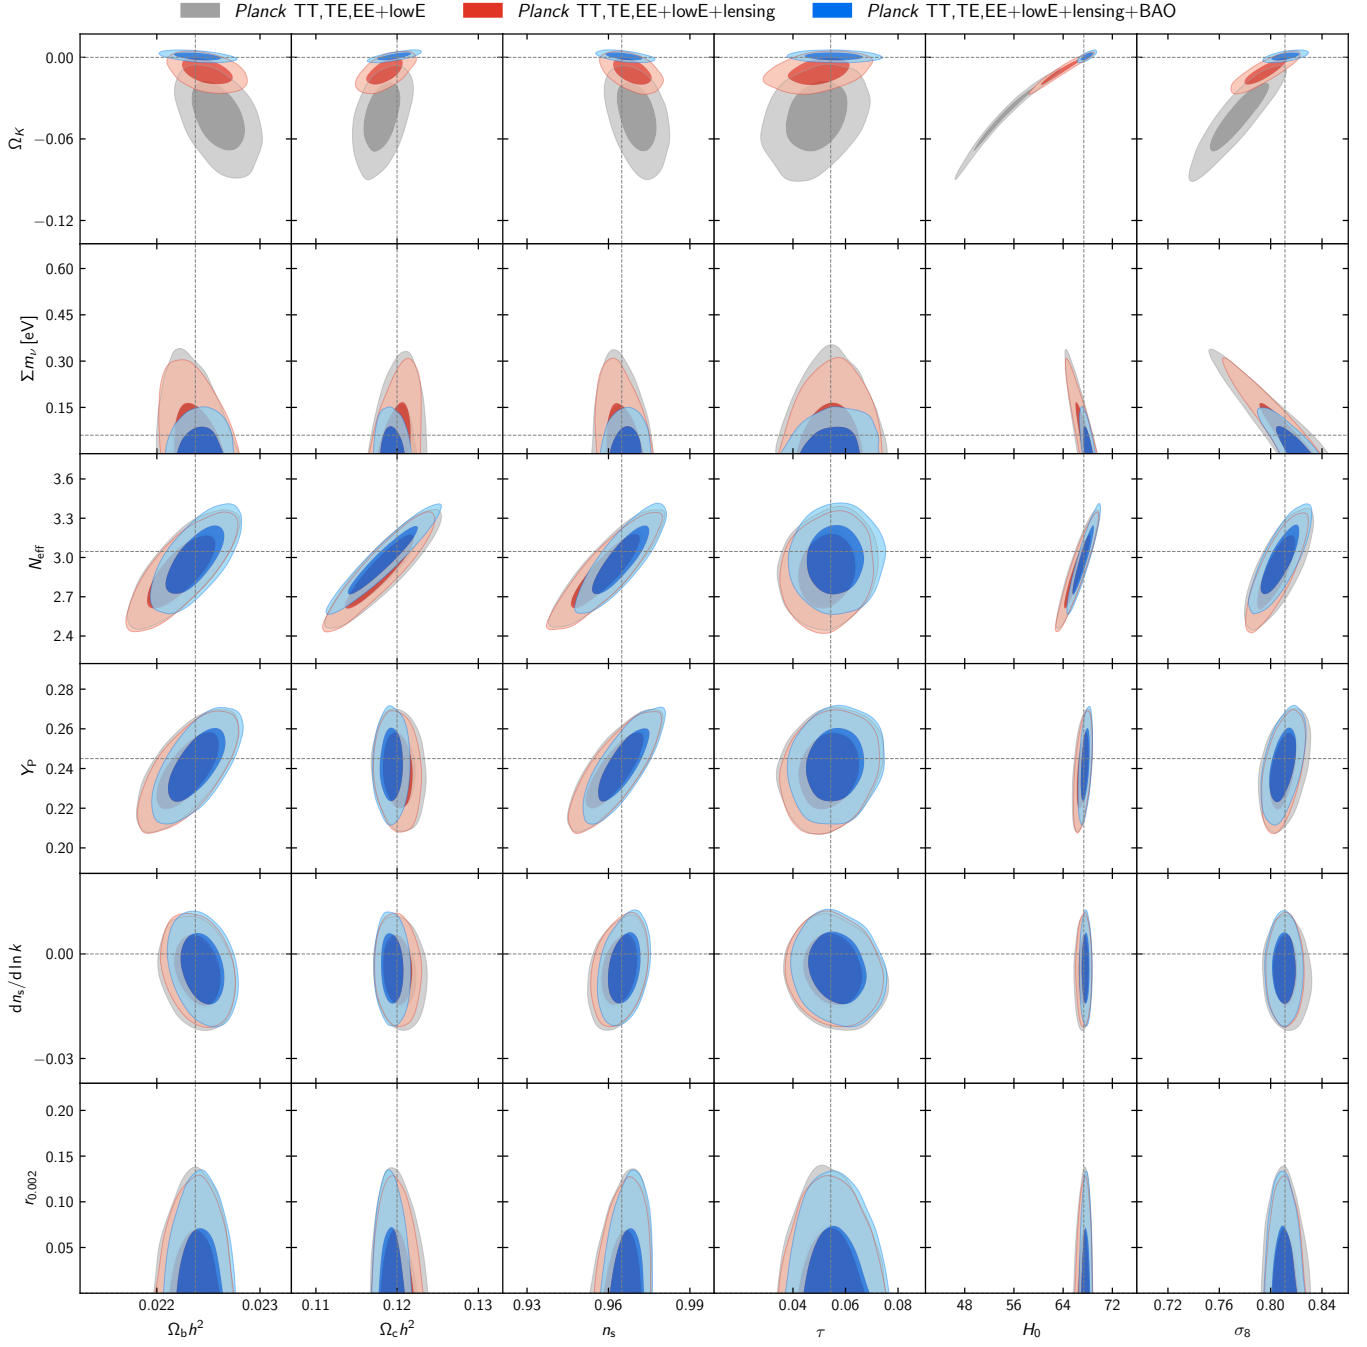 Planck TT,TE,EE+lowE Planck TT,TE,EE+lowE+lensing Planck TT,TE,EE+lowE+lensing+BAO
0.00
−0.06
−0.12
Ω_K
0.60
0.45
0.30
0.15
Σm_ν [eV]
3.6
3.3
3.0
2.7
2.4
N_eff
0.28
0.26
0.24
0.22
0.20
Y_P
0.00
−0.03
dn_s/d ln k
0.20
0.15
0.10
0.05
r_0.002
0.022 0.023 0.11 0.12 0.13 0.93 0.96 0.99 0.04 0.06 0.08 48 56 64 72 0.72 0.76 0.80 0.84
Ω_b h² Ω_c h² n_s τ H_0 σ_8